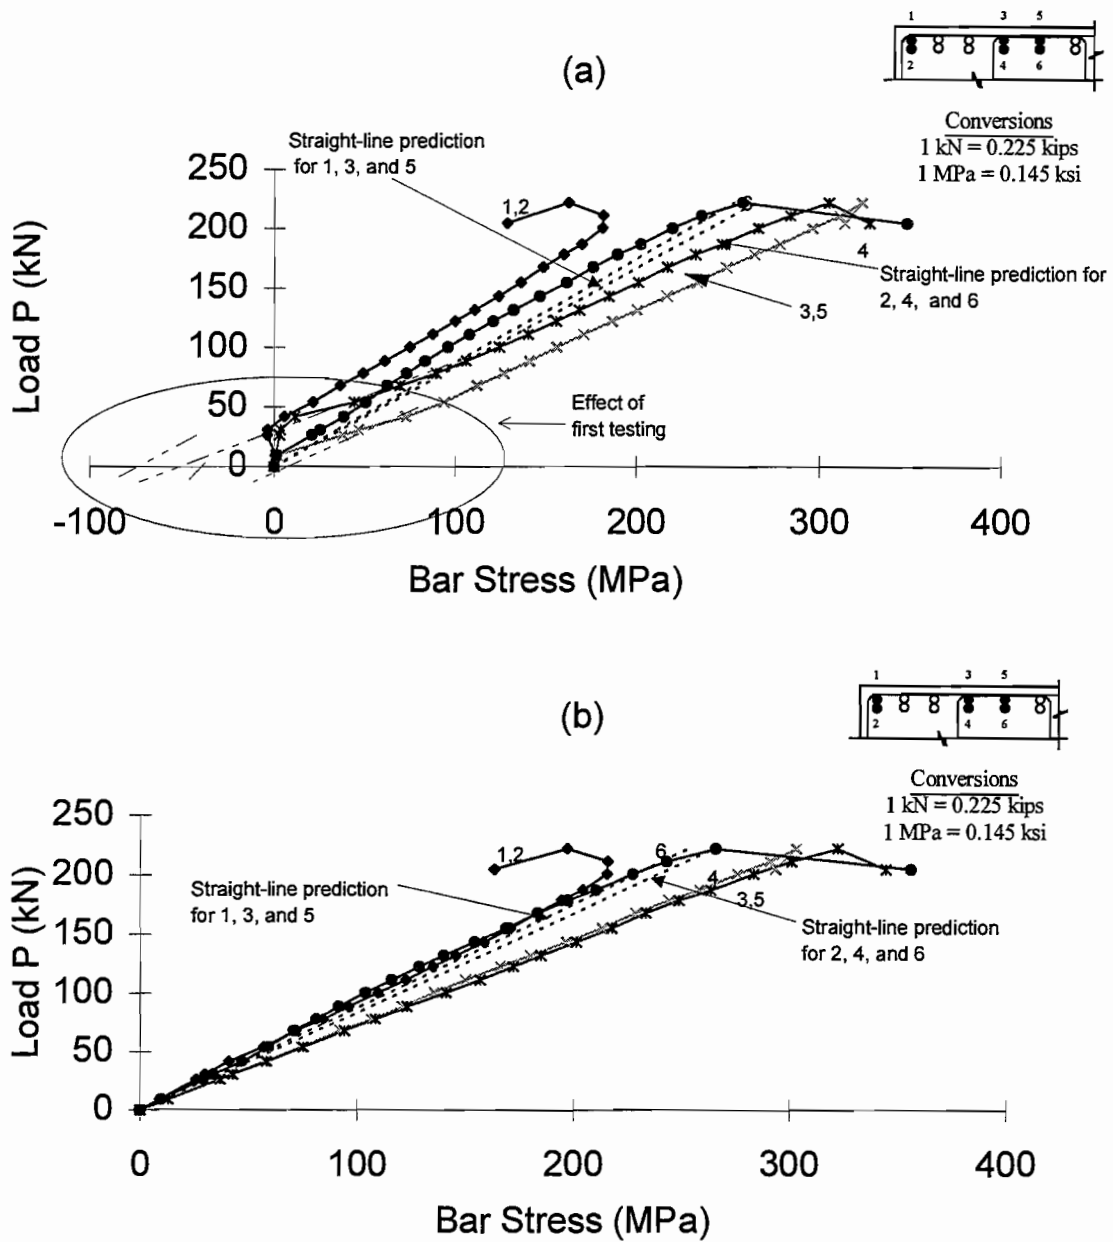 (a)
1 3 5
2 4 6
Conversions
1 kN = 0.225 kips
1 MPa = 0.145 ksi
Straight-line prediction
for 1, 3, and 5
250
200
150
100
50
0
Load P (kN)
1,2
6
4
3,5
Straight-line prediction for
2, 4, and 6
Effect of
first testing
-100 0 100 200 300 400
Bar Stress (MPa)
(b)
1 3 5
2 4 6
Conversions
1 kN = 0.225 kips
1 MPa = 0.145 ksi
250
200
150
100
50
0
Load P (kN)
1,2
6
4
3,5
Straight-line prediction
for 1, 3, and 5
Straight-line prediction
for 2, 4, and 6
0 100 200 300 400
Bar Stress (MPa)